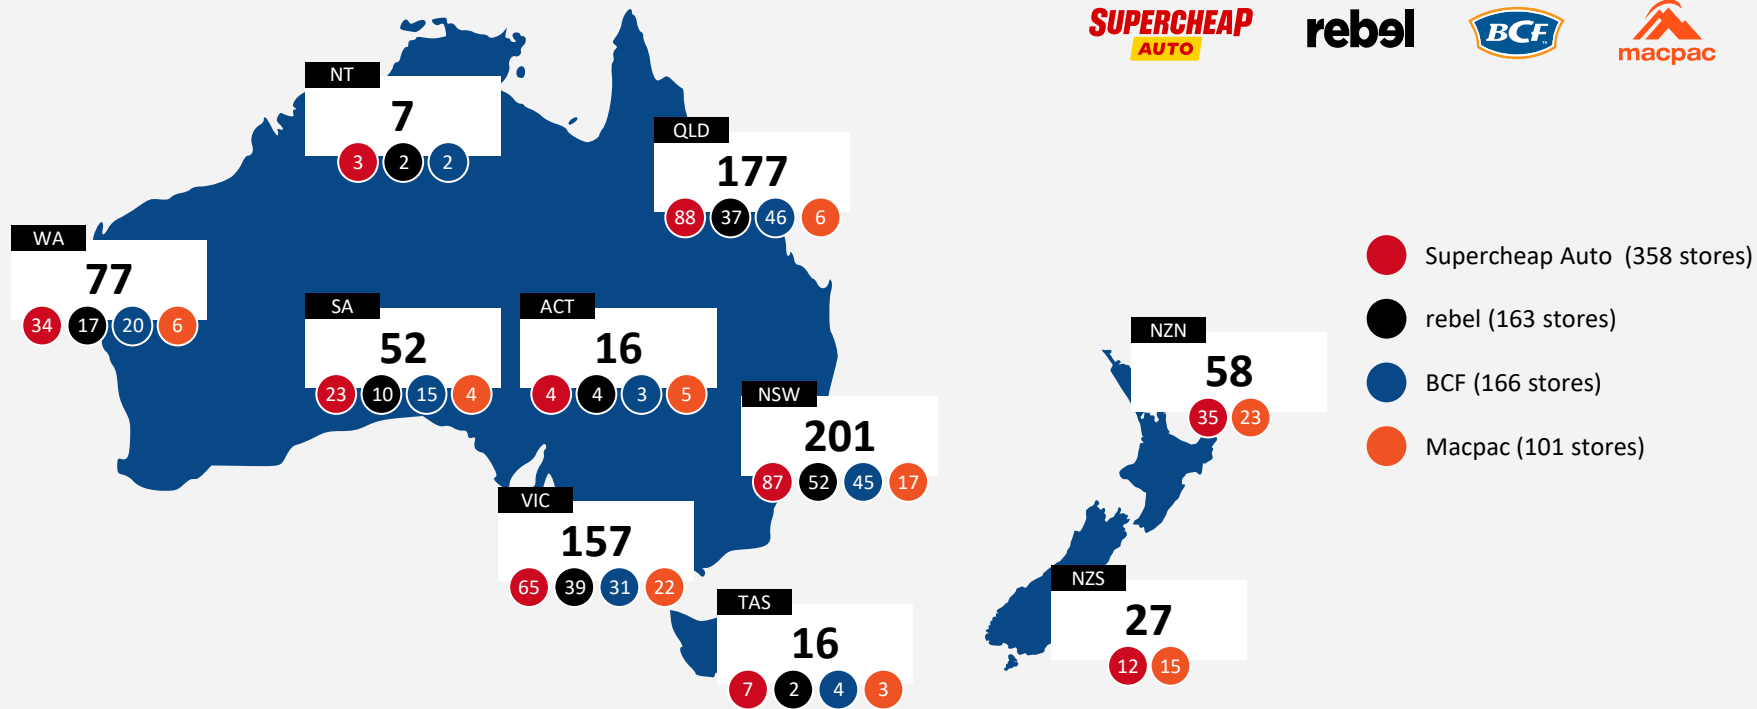 SUPERCHEAP
AUTO
rebel
BCF
macpac
NT
7
3 2 2
QLD
177
88 37 46 6
WA
77
34 17 20 6
SA
52
23 10 15 4
ACT
16
4 4 3 5
NSW
201
87 52 45 17
VIC
157
65 39 31 22
TAS
16
7 2 4 3
NZN
58
35 23
NZS
27
12 15
Supercheap Auto (358 stores)
rebel (163 stores)
BCF (166 stores)
Macpac (101 stores)